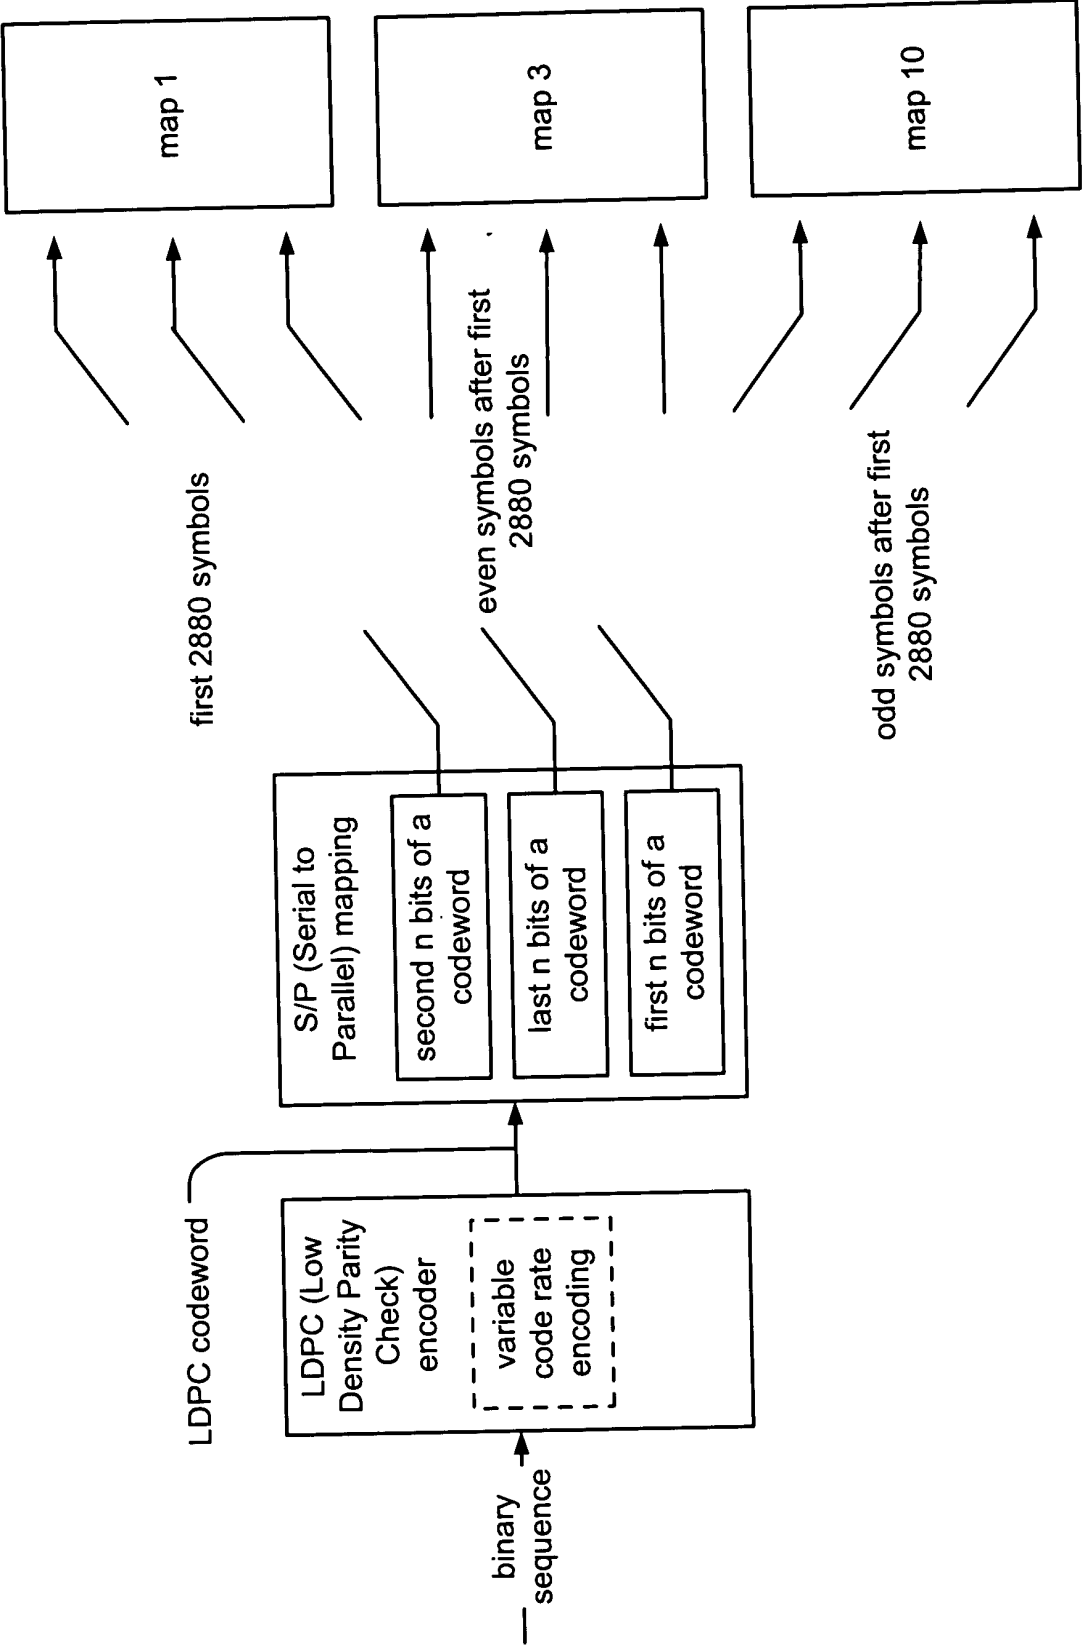 binary
sequence
LDPC codeword
LDPC (Low
Density Parity
Check)
encoder
variable
code rate
encoding
S/P (Serial to
Parallel) mapping
second n bits of a
codeword
last n bits of a
codeword
first n bits of a
codeword
first 2880 symbols
even symbols after first
2880 symbols
odd symbols after first
2880 symbols
map 1
map 3
map 10